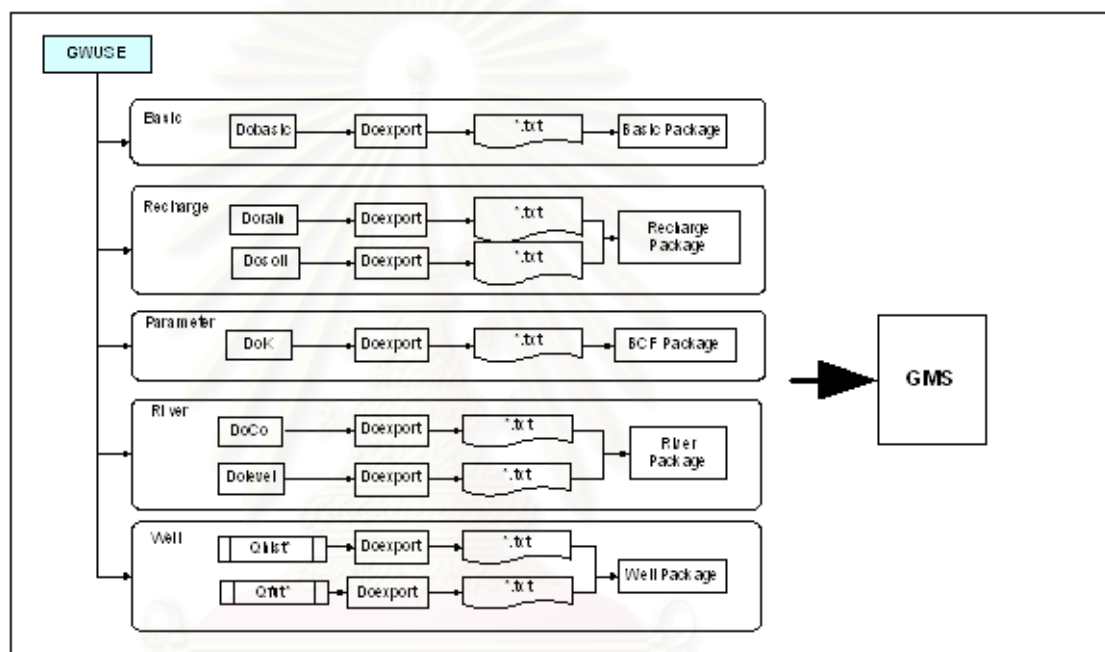 GWUSE
Basic
Dobasic
Doexport
*.txt
Basic Package
Recharge
Dorain
Doexport
*.txt
Recharge
Package
Dosoil
Doexport
*.txt
Parameter
DoK
Doexport
*.txt
BCF Package
GMS
River
DoCo
Doexport
*.txt
River
Package
Dolevel
Doexport
*.txt
Well
Qhist*
Doexport
*.txt
Well Package
Doexport
*.txt